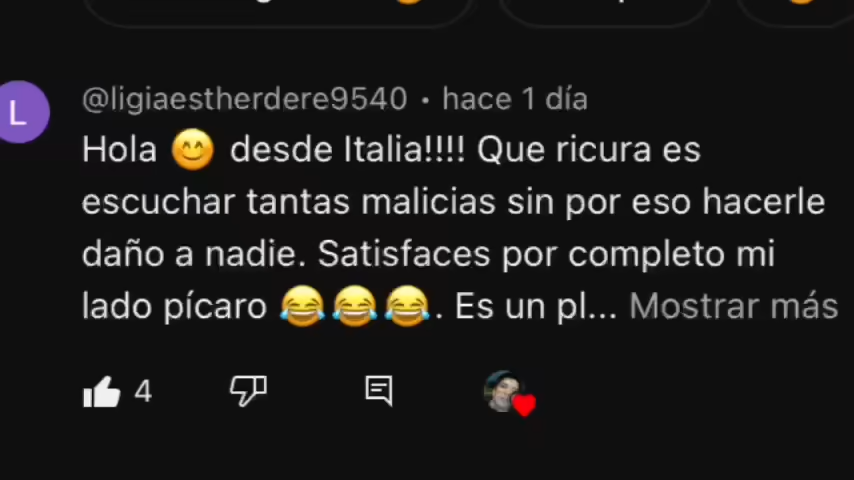 L
@ligiaestherdere9540 • hace 1 día
Hola 😊 desde Italia!!!! Que ricura es
escuchar tantas malicias sin por eso hacerle
daño a nadie. Satisfaces por completo mi
lado pícaro 😂😂😂. Es un pl... Mostrar más
4